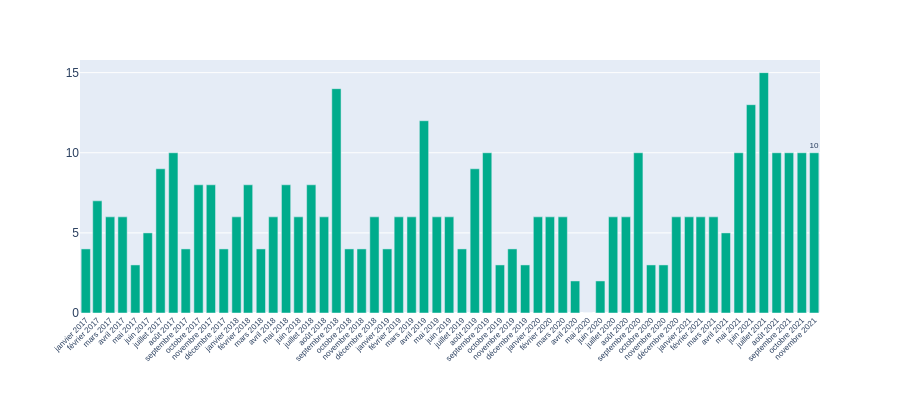 15
10
5
0
10
janvier 2017
février 2017
mars 2017
avril 2017
mai 2017
juin 2017
juillet 2017
août 2017
septembre 2017
octobre 2017
novembre 2017
décembre 2017
janvier 2018
février 2018
mars 2018
avril 2018
mai 2018
juin 2018
juillet 2018
août 2018
septembre 2018
octobre 2018
novembre 2018
décembre 2018
janvier 2019
février 2019
mars 2019
avril 2019
mai 2019
juin 2019
juillet 2019
août 2019
septembre 2019
octobre 2019
novembre 2019
décembre 2019
janvier 2020
février 2020
mars 2020
avril 2020
mai 2020
juin 2020
juillet 2020
août 2020
septembre 2020
octobre 2020
novembre 2020
décembre 2020
janvier 2021
février 2021
mars 2021
avril 2021
mai 2021
juin 2021
juillet 2021
août 2021
septembre 2021
octobre 2021
novembre 2021